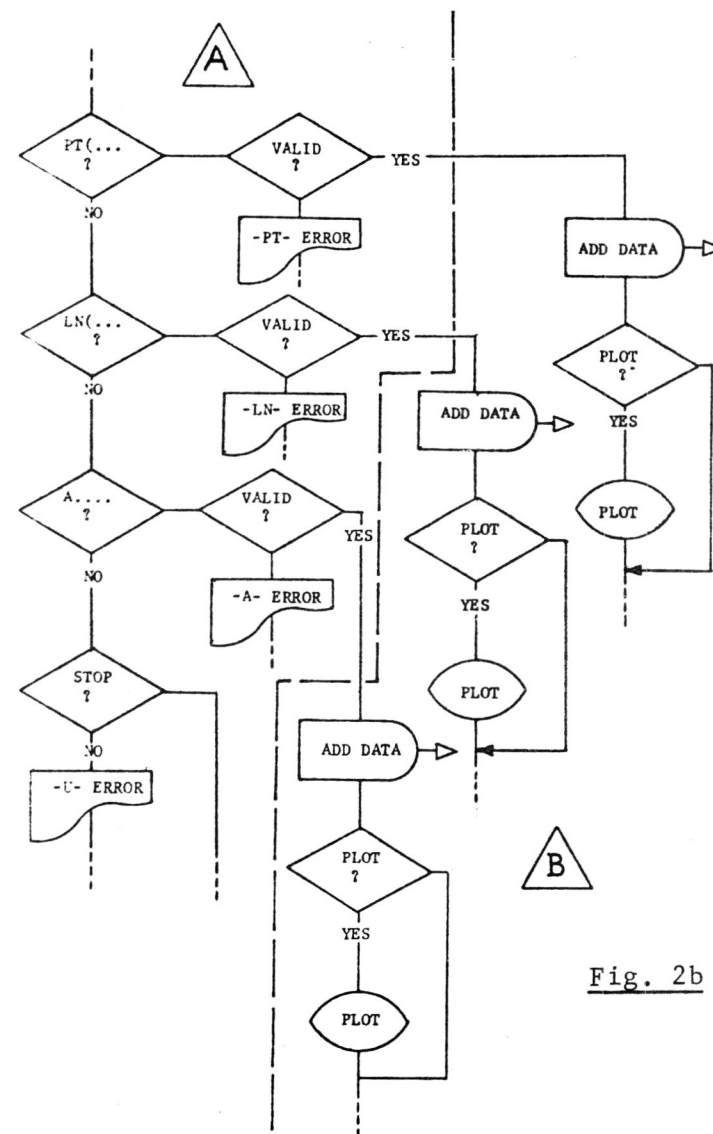 A
PT(...
?
VALID
?
YES
NO
-PT- ERROR
ADD DATA
LN(...
?
VALID
?
YES
PLOT
?
NO
-LN- ERROR
ADD DATA
YES
A....
?
VALID
?
YES
PLOT
PLOT
?
NO
-A- ERROR
YES
STOP
?
PLOT
NO
ADD DATA
-U- ERROR
PLOT
?
B
YES
Fig. 2b
PLOT